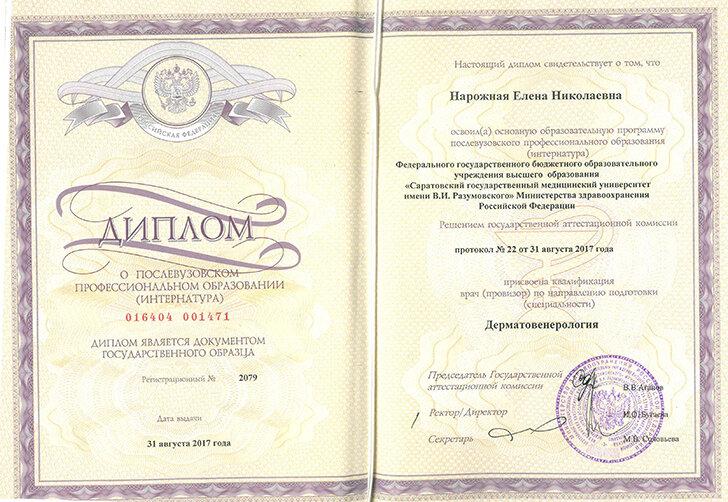 РОССИЙСКАЯ ФЕДЕРАЦИЯ
ДИПЛОМ
О ПОСЛЕВУЗОВСКОМ
ПРОФЕССИОНАЛЬНОМ ОБРАЗОВАНИИ
(ИНТЕРНАТУРА)
016404 001471
ДИПЛОМ ЯВЛЯЕТСЯ ДОКУМЕНТОМ
ГОСУДАРСТВЕННОГО ОБРАЗЦА
Регистрационный № 2079
Дата выдачи
31 августа 2017 года
Настоящий диплом свидетельствует о том, что
Нарожная Елена Николаевна
освоил(а) основную образовательную программу
послевузовского профессионального образования
(интернатура)
Федерального государственного бюджетного образовательного
учреждения высшего образования
«Саратовский государственный медицинский университет
имени В.И. Разумовского» Министерства здравоохранения
Российской Федерации
Решением государственной аттестационной комиссии
протокол № 22 от 31 августа 2017 года
присвоена квалификация
врач (провизор) по направлению подготовки
(специальности)
Дерматовенерология
Председатель Государственной
аттестационной комиссии
В.В.
Ректор/Директор
Секретарь
М.В. Соловьева